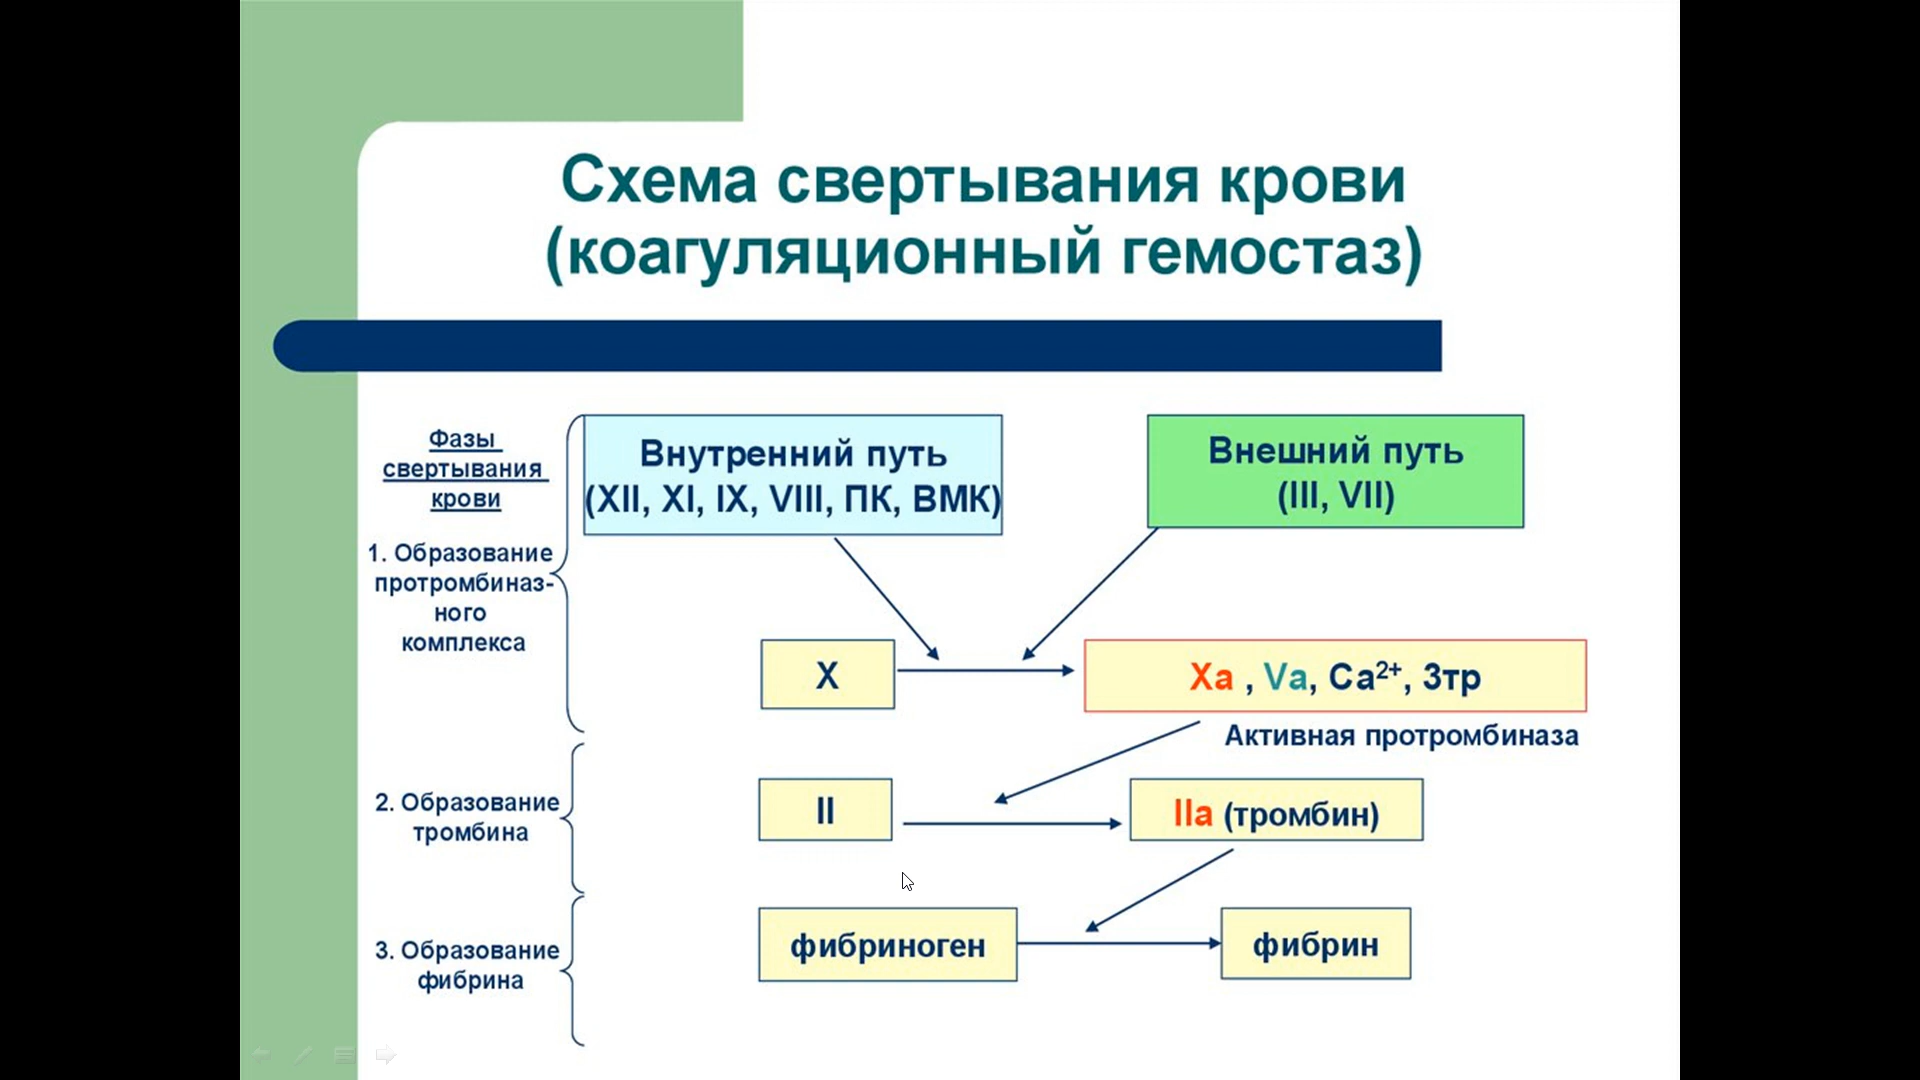 Схема свертывания крови
(коагуляционный гемостаз)
Фазы
свертывания
крови
1. Образование
протромбиназ-
ного
комплекса
2. Образование
тромбина
3. Образование
фибрина
Внутренний путь
(XII, XI, IX, VIII, ПК, ВМК)
Внешний путь
(III, VII)
X
Xa , Va, Ca²⁺, 3тр
Активная протромбиназа
II
IIa (тромбин)
фибриноген
фибрин